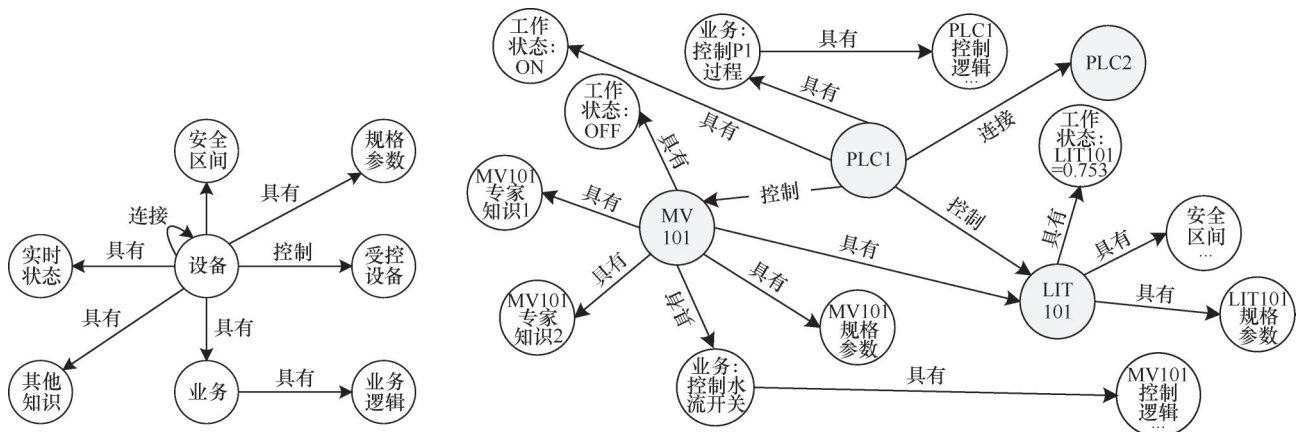 安全
区间
规格
参数
连接
具有
实时
状态
具有
设备
控制
受控
设备
具有
具有
其他
知识
业务
具有
业务
逻辑
工作
状态：
ON
业务：
控制P1
过程
具有
PLC1
控制
逻辑
...
PLC2
工作
状态：
OFF
具有
具有
连接
工作
状态：
LIT101
=0.753
具有
PLC1
MV101
专家
知识1
具有
控制
控制
MV
101
具有
具有
具有
安全
区间
...
具有
MV101
专家
知识2
具有
具有
LIT
101
具有
LIT101
规格
参数
MV101
规格
参数
业务：
控制水
流开关
具有
MV101
控制
逻辑
...